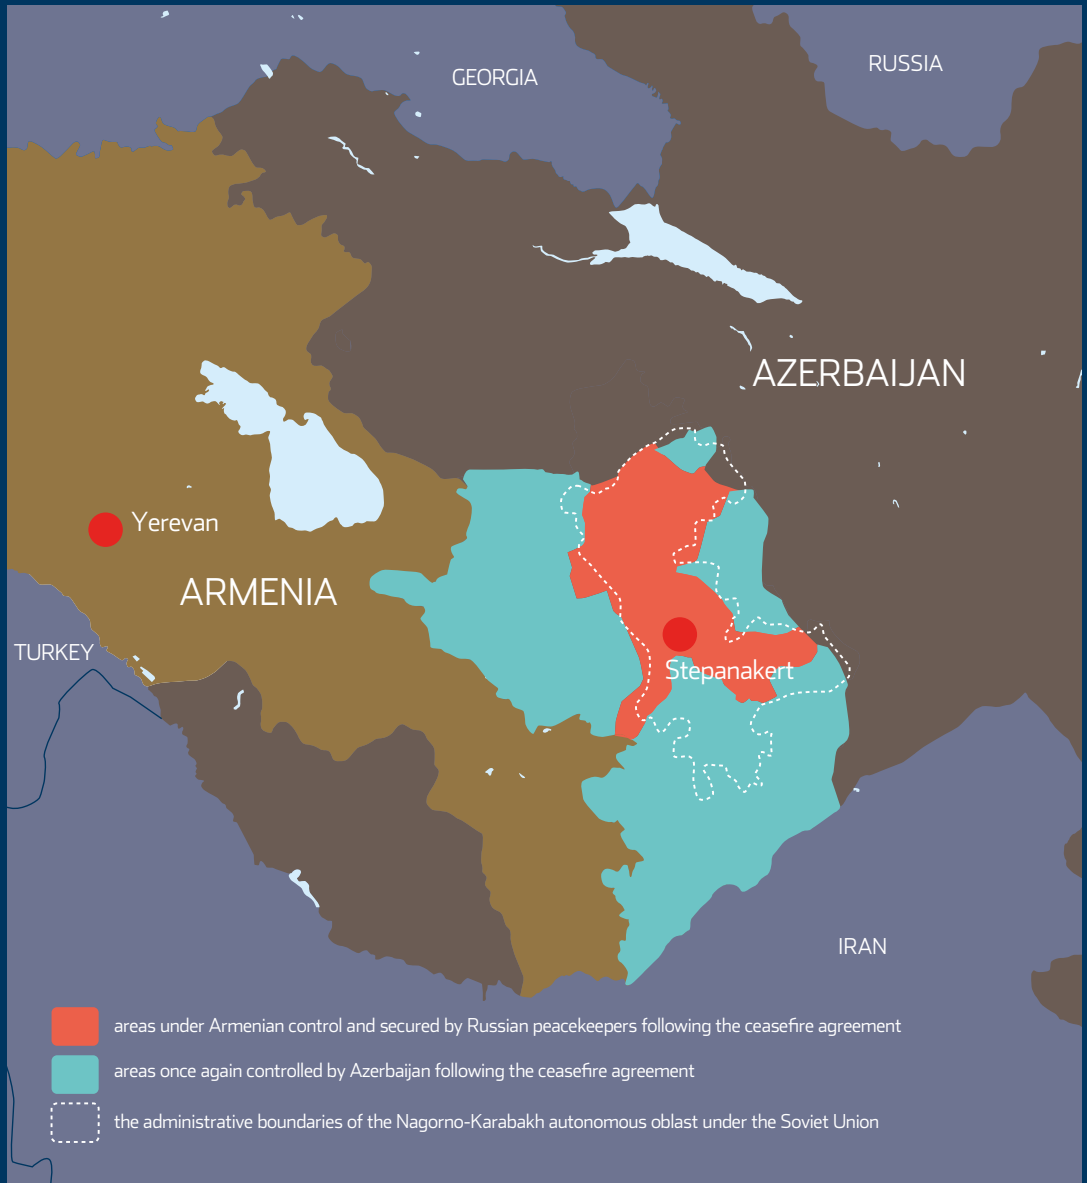 GEORGIA
RUSSIA
AZERBAIJAN
Yerevan
ARMENIA
TURKEY
Stepanakert
IRAN
areas under Armenian control and secured by Russian peacekeepers following the ceasefire agreement
areas once again controlled by Azerbaijan following the ceasefire agreement
the administrative boundaries of the Nagorno-Karabakh autonomous oblast under the Soviet Union